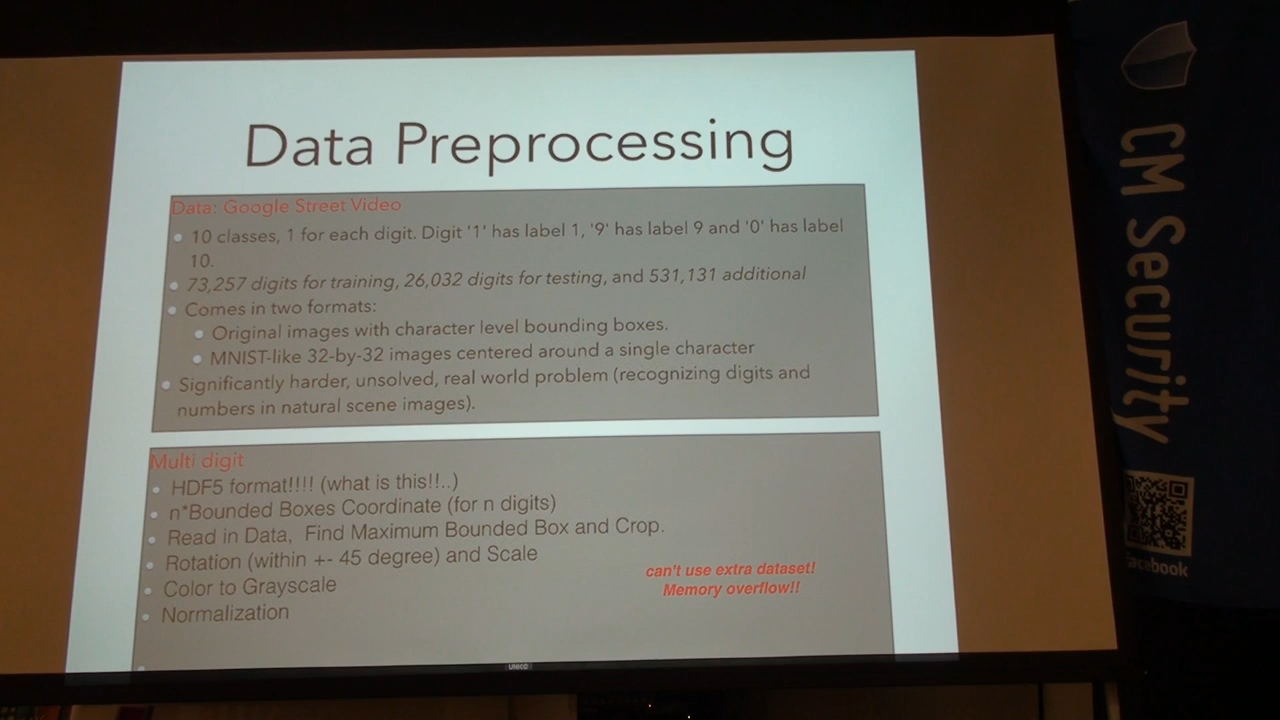 Data Preprocessing
Data: Google Street Video
10 classes, 1 for each digit. Digit '1' has label 1, '9' has label 9 and '0' has label
10.
73,257 digits for training, 26,032 digits for testing, and 531,131 additional
Comes in two formats:
Original images with character level bounding boxes.
MNIST-like 32-by-32 images centered around a single character
Significantly harder, unsolved, real world problem (recognizing digits and
numbers in natural scene images).
Multi digit
HDF5 format!!!! (what is this!!..)
n*Bounded Boxes Coordinate (for n digits)
Read in Data, Find Maximum Bounded Box and Crop.
Rotation (within +- 45 degree) and Scale
Color to Grayscale
Normalization
can't use extra dataset!
Memory overflow!!
CM Security
facebook